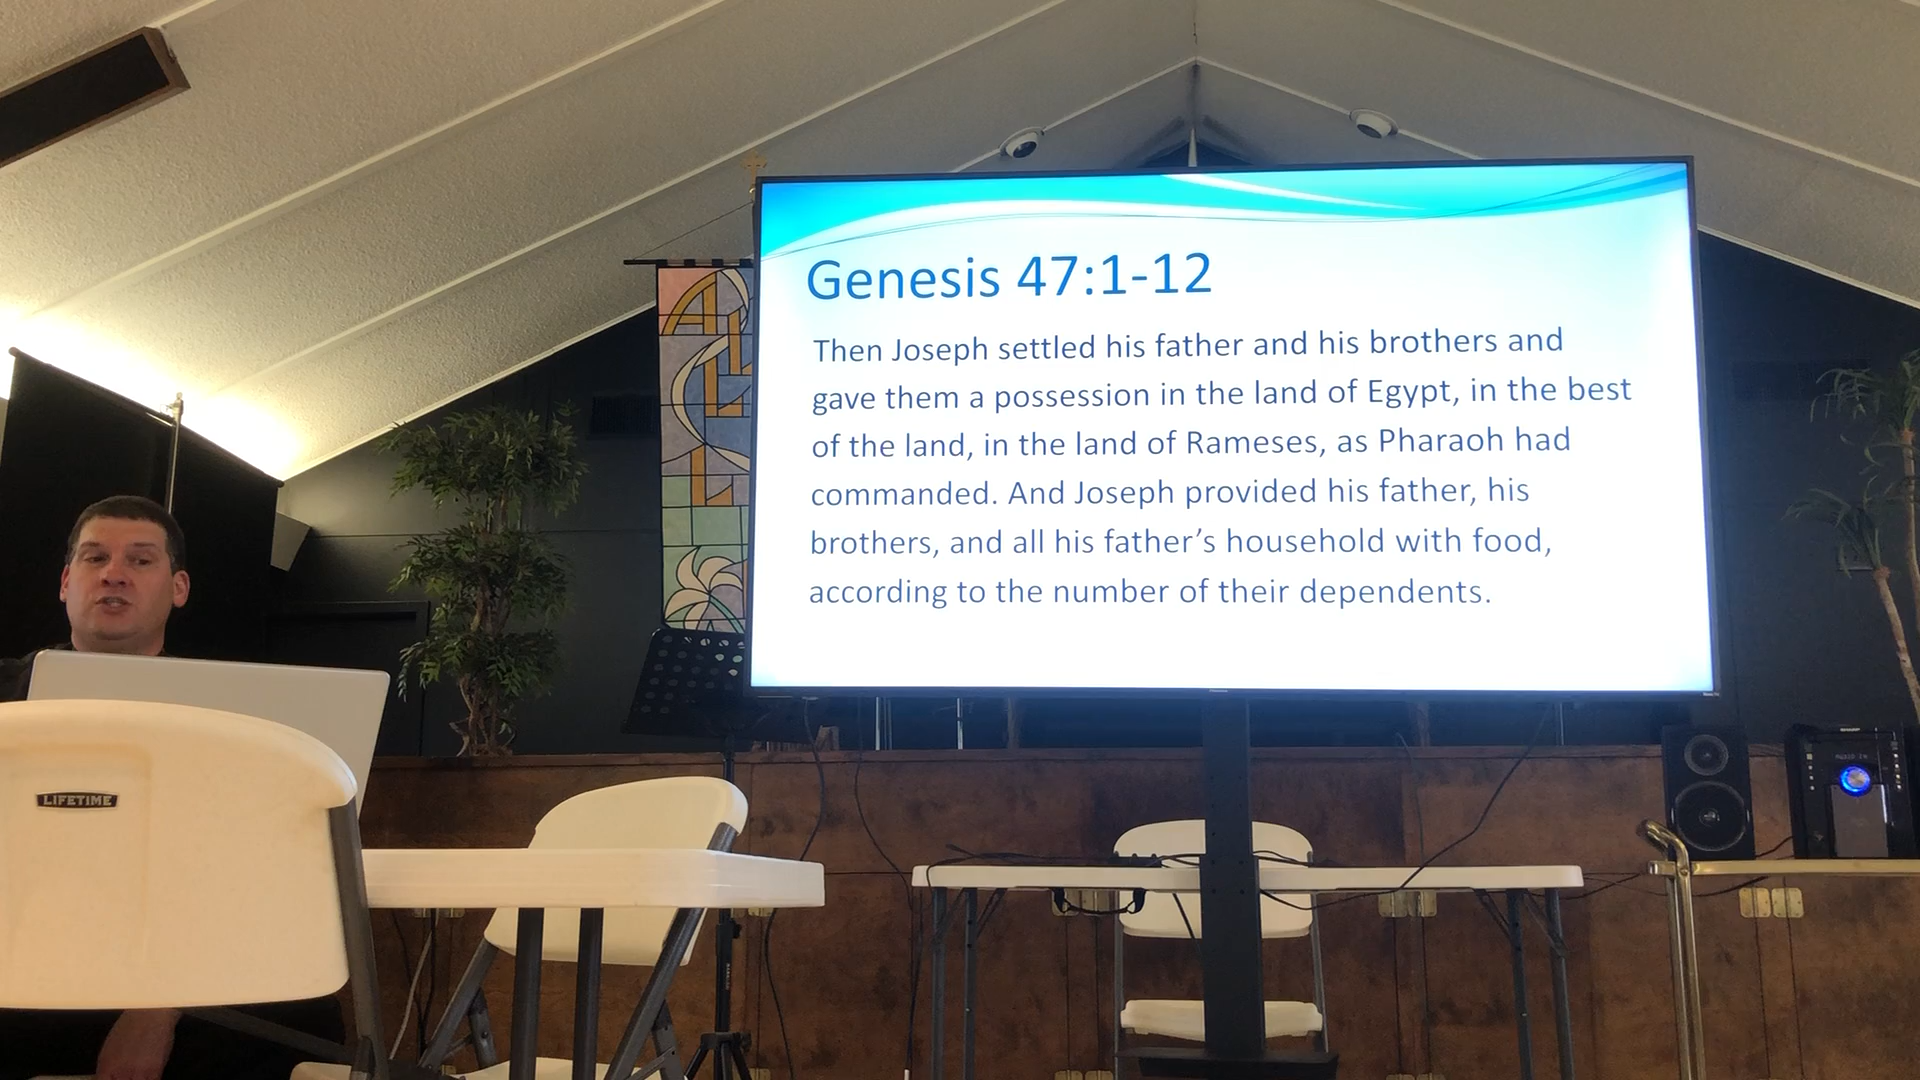 Genesis 47:1-12
Then Joseph settled his father and his brothers and
gave them a possession in the land of Egypt, in the best
of the land, in the land of Rameses, as Pharaoh had
commanded. And Joseph provided his father, his
brothers, and all his father’s household with food,
according to the number of their dependents.
LIFETIME
SHARP
AUDIO IN